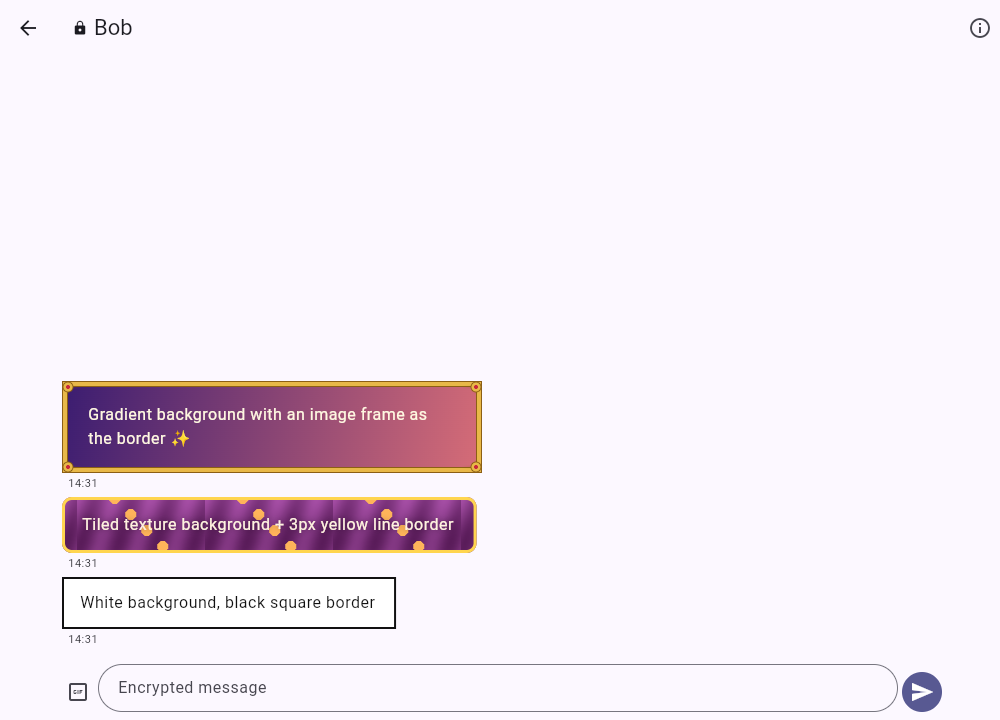 Bob
Gradient background with an image frame as
the border ✨
14:31
Tiled texture background + 3px yellow line border
14:31
White background, black square border
14:31
GIF
Encrypted message